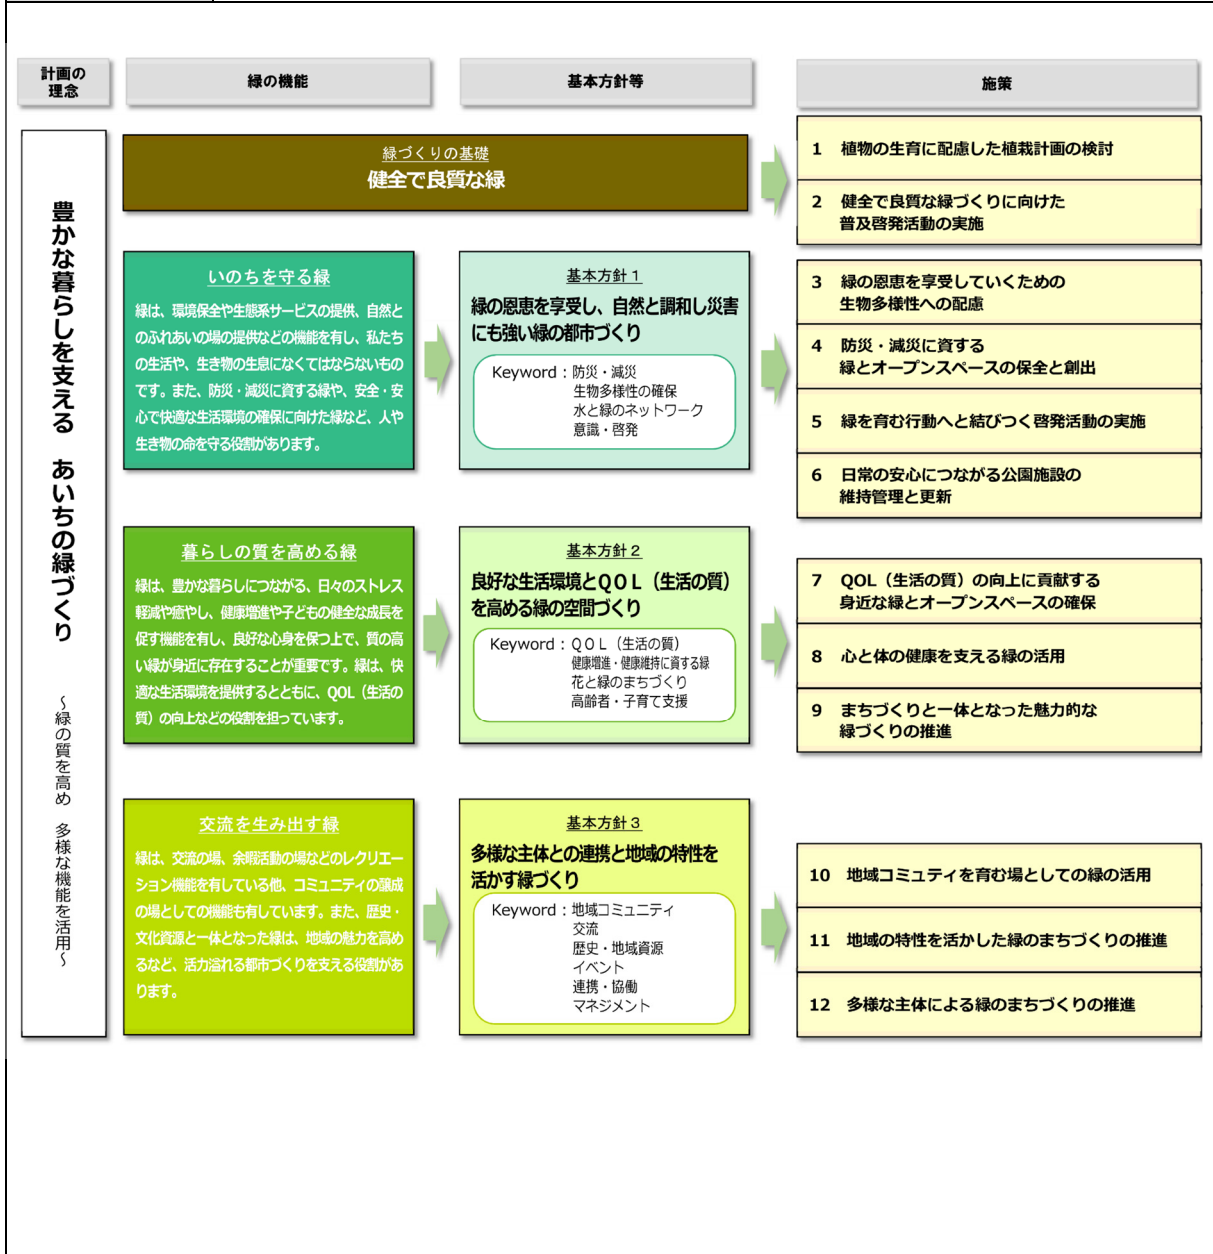 計画の
理念
緑の機能
基本方針等
施策
豊かな暮らしを支える　あいちの緑づくり
～緑の質を高め　多様な機能を活用～
緑づくりの基礎
健全で良質な緑
1　植物の生育に配慮した植栽計画の検討
2　健全で良質な緑づくりに向けた
普及啓発活動の実施
いのちを守る緑
緑は、環境保全や生態系サービスの提供、自然と
のふれあいの場の提供などの機能を有し、私たち
の生活や、生き物の生息になくてはならないもの
です。また、防災・減災に資する緑や、安全・安
心で快適な生活環境の確保に向けた緑など、人や
生き物の命を守る役割があります。
基本方針１
緑の恩恵を享受し、自然と調和し災害
にも強い緑の都市づくり
Keyword：防災・減災
生物多様性の確保
水と緑のネットワーク
意識・啓発
3　緑の恩恵を享受していくための
生物多様性への配慮
4　防災・減災に資する
緑とオープンスペースの保全と創出
5　緑を育む行動へと結びつく啓発活動の実施
6　日常の安心につながる公園施設の
維持管理と更新
暮らしの質を高める緑
緑は、豊かな暮らしにつながる、日々のストレス
軽減や癒やし、健康増進や子どもの健全な成長を
促す機能を有し、良好な心身を保つ上で、質の高
い緑が身近に存在することが重要です。緑は、快
適な生活環境を提供するとともに、QOL（生活の
質）の向上などの役割を担っています。
基本方針２
良好な生活環境とＱＯＬ（生活の質）
を高める緑の空間づくり
Keyword：ＱＯＬ（生活の質）
健康増進・健康維持に資する緑
花と緑のまちづくり
高齢者・子育て支援
7　QOL（生活の質）の向上に貢献する
身近な緑とオープンスペースの確保
8　心と体の健康を支える緑の活用
9　まちづくりと一体となった魅力的な
緑づくりの推進
交流を生み出す緑
緑は、交流の場、余暇活動の場などのレクリエー
ション機能を有している他、コミュニティの醸成
の場としての機能も有しています。また、歴史・
文化資源と一体となった緑は、地域の魅力を高め
るなど、活力溢れる都市づくりを支える役割があ
ります。
基本方針３
多様な主体との連携と地域の特性を
活かす緑づくり
Keyword：地域コミュニティ
交流
歴史・地域資源
イベント
連携・協働
マネジメント
10　地域コミュティを育む場としての緑の活用
11　地域の特性を活かした緑のまちづくりの推進
12　多様な主体による緑のまちづくりの推進